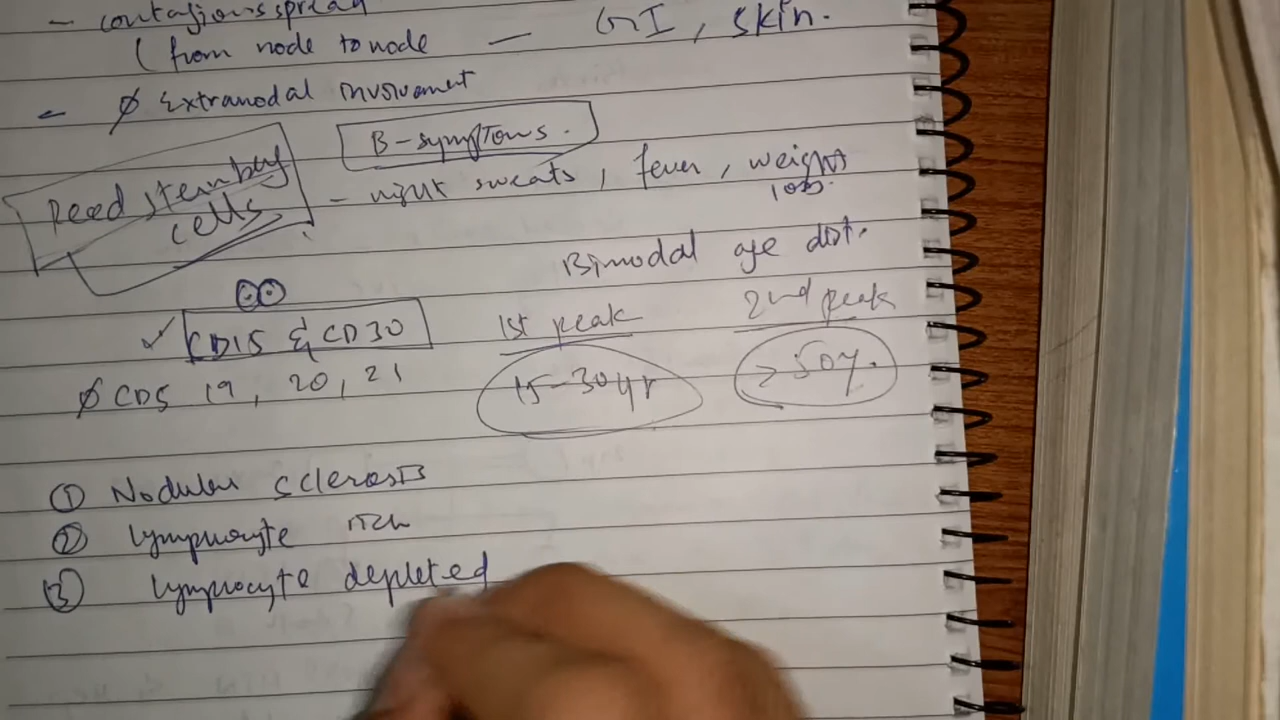 - contagious spread
( from node to node — GI, skin.
- ∅ Extranodal involvment
B-symptoms.
Reed sternberg cells
- night sweats, fever, weight loss.
Bimodal age dist.
✓ CD15 & CD30
1st peak
2nd peak
∅ CDS 19, 20, 21
15-30yr
> 50y.
① Nodular sclerosis
② Lymphocyte rich
③ lymphocyte depleted